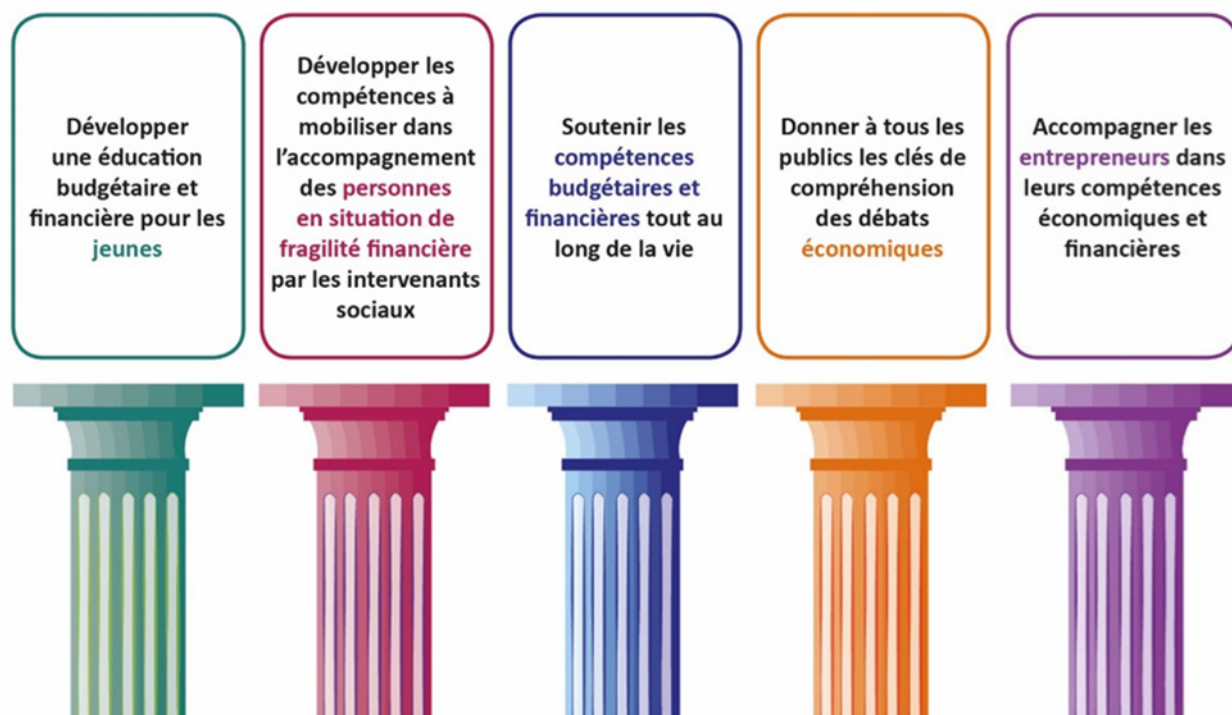 Développer
une éducation
budgétaire et
financière pour les
jeunes
Développer les
compétences à
mobiliser dans
l'accompagnement
des personnes
en situation de
fragilité financière
par les intervenants
sociaux
Soutenir les
compétences
budgétaires et
financières tout au
long de la vie
Donner à tous les
publics les clés de
compréhension
des débats
économiques
Accompagner les
entrepreneurs dans
leurs compétences
économiques et
financières